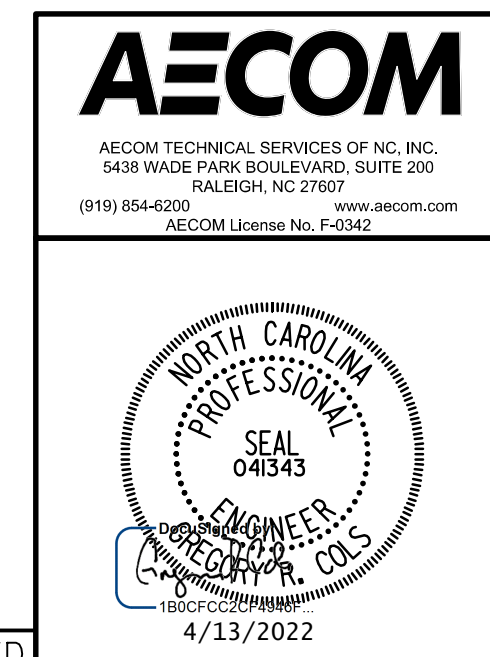 AECOM
AECOM TECHNICAL SERVICES OF NC, INC.
5438 WADE PARK BOULEVARD, SUITE 200
RALEIGH, NC 27607
(919) 854-6200 www.aecom.com
AECOM License No. F-0342
NORTH CAROLINA
PROFESSIONAL
SEAL
041343
ENGINEER
GREGORY R. COLS
DocuSigned by
1B0CFCC2CF4946F...
4/13/2022